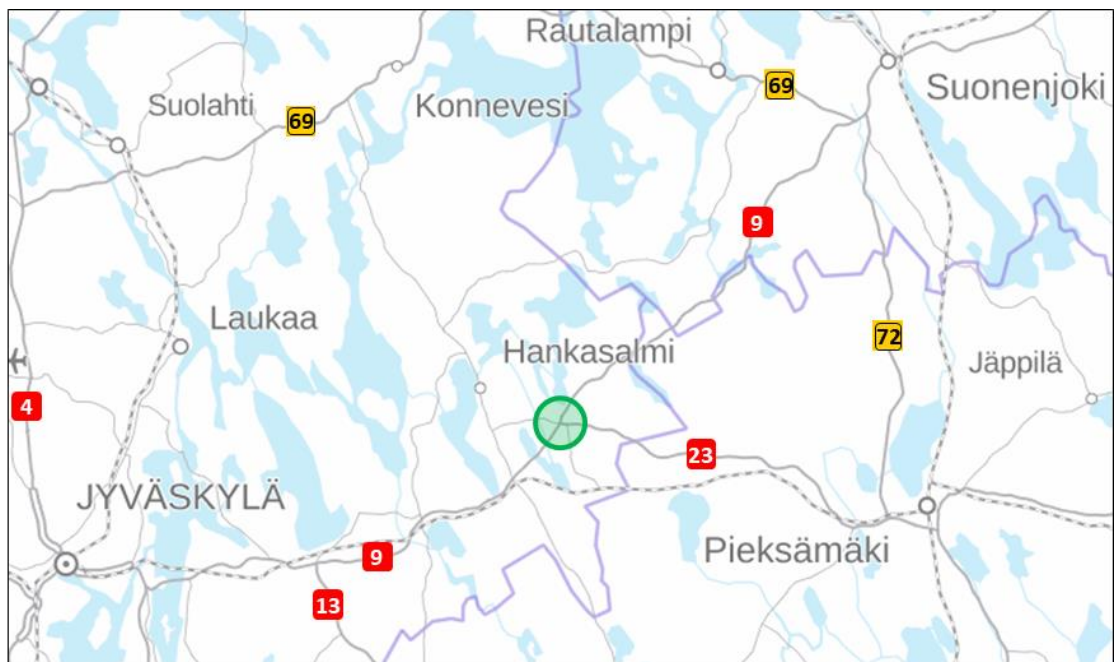 Rautalampi
69
Suonenjoki
Suolahti
69
Konnevesi
9
Laukaa
Hankasalmi
72
Jäppilä
4
23
JYVÄSKYLÄ
9
Pieksämäki
13